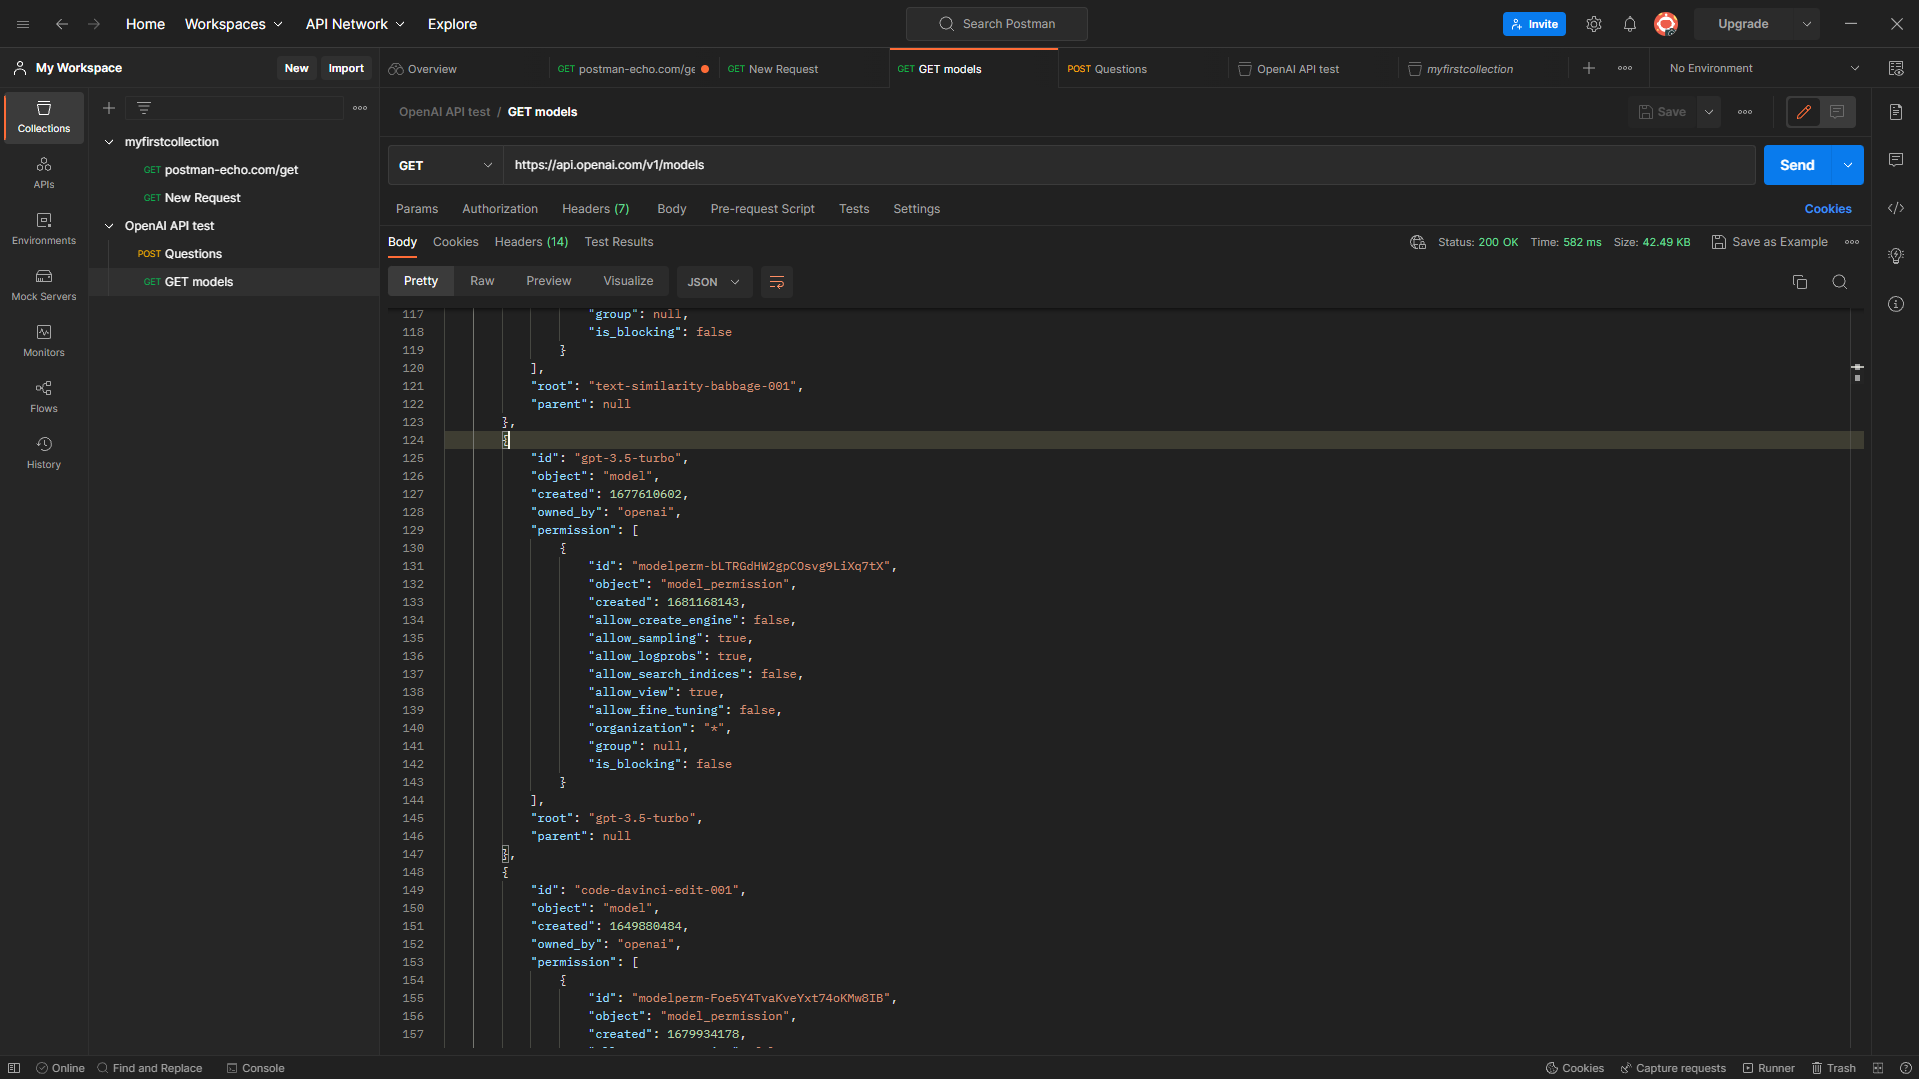 Home Workspaces API Network Explore Search Postman Invite Upgrade
My Workspace New Import
Overview GET postman-echo.com/ge GET New Request GET GET models POST Questions OpenAI API test myfirstcollection No Environment
Collections
APIs
Environments
Mock Servers
Monitors
Flows
History
myfirstcollection
GET postman-echo.com/get
GET New Request
OpenAI API test
POST Questions
GET GET models
OpenAI API test / GET models Save
GET https://api.openai.com/v1/models Send
Params Authorization Headers (7) Body Pre-request Script Tests Settings Cookies
Body Cookies Headers (14) Test Results Status: 200 OK Time: 582 ms Size: 42.49 KB Save as Example
Pretty Raw Preview Visualize JSON
117 "group": null,
118 "is_blocking": false
119 }
120 ],
121 "root": "text-similarity-babbage-001",
122 "parent": null
123 },
124 {
125 "id": "gpt-3.5-turbo",
126 "object": "model",
127 "created": 1677610602,
128 "owned_by": "openai",
129 "permission": [
130 {
131 "id": "modelperm-bLTRGdHW2gpCOsvg9LiXq7tX",
132 "object": "model_permission",
133 "created": 1681168143,
134 "allow_create_engine": false,
135 "allow_sampling": true,
136 "allow_logprobs": true,
137 "allow_search_indices": false,
138 "allow_view": true,
139 "allow_fine_tuning": false,
140 "organization": "*",
141 "group": null,
142 "is_blocking": false
143 }
144 ],
145 "root": "gpt-3.5-turbo",
146 "parent": null
147 },
148 {
149 "id": "code-davinci-edit-001",
150 "object": "model",
151 "created": 1649880484,
152 "owned_by": "openai",
153 "permission": [
154 {
155 "id": "modelperm-Foe5Y4TvaKveYxt74oKMw8IB",
156 "object": "model_permission",
157 "created": 1679934178,
Online Find and Replace Console Cookies Capture requests Runner Trash